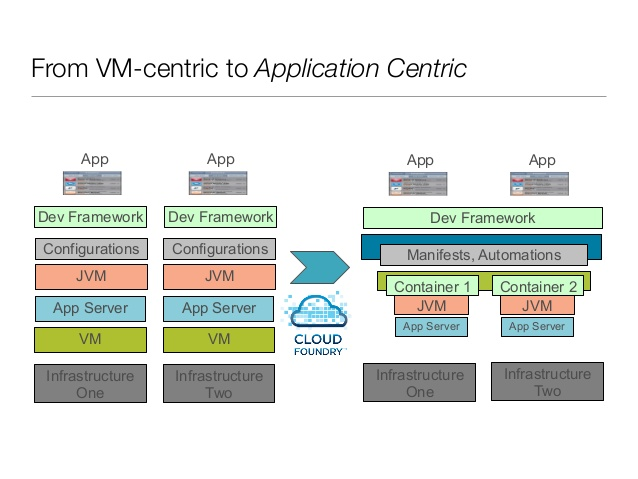 From VM-centric to Application Centric
App
App
Dev Framework
Dev Framework
Configurations
Configurations
JVM
JVM
App Server
App Server
VM
VM
Infrastructure
One
Infrastructure
Two
CLOUD
FOUNDRY
App
App
Dev Framework
Manifests, Automations
Container 1
Container 2
JVM
JVM
App Server
App Server
Infrastructure
One
Infrastructure
Two